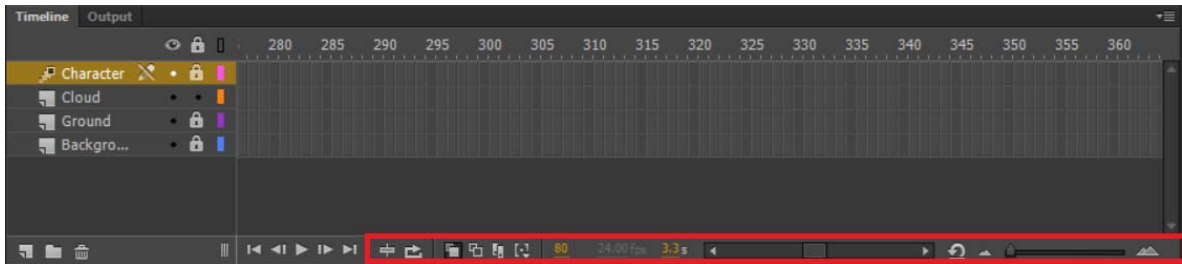 Timeline Output
280 285 290 295 300 305 310 315 320 325 330 335 340 345 350 355 360
Character
Cloud
Ground
Backgro...
80 24.00 fps 3.3 s